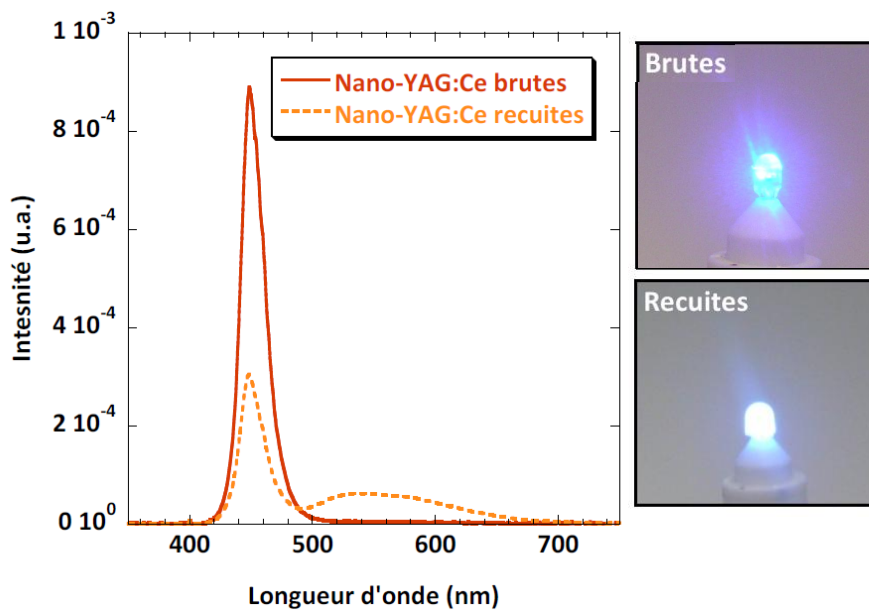 1 10⁻³
8 10⁻⁴
6 10⁻⁴
4 10⁻⁴
2 10⁻⁴
0 10⁰
Intesnité (u.a.)
Nano-YAG:Ce brutes
Nano-YAG:Ce recuites
400 500 600 700
Longueur d'onde (nm)
Brutes
Recuites